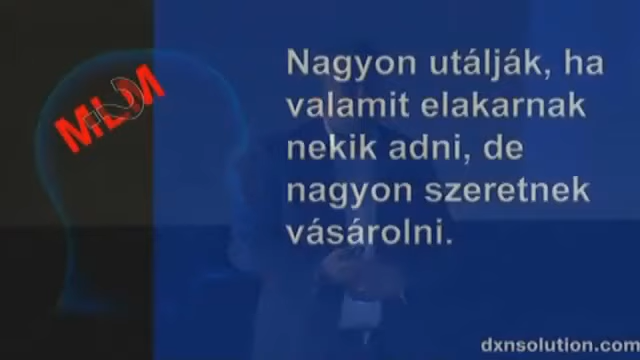 MLM
Nagyon utálják, ha
valamit elakarnak
nekik adni, de
nagyon szeretnek
vásárolni.
dxnsolution.com